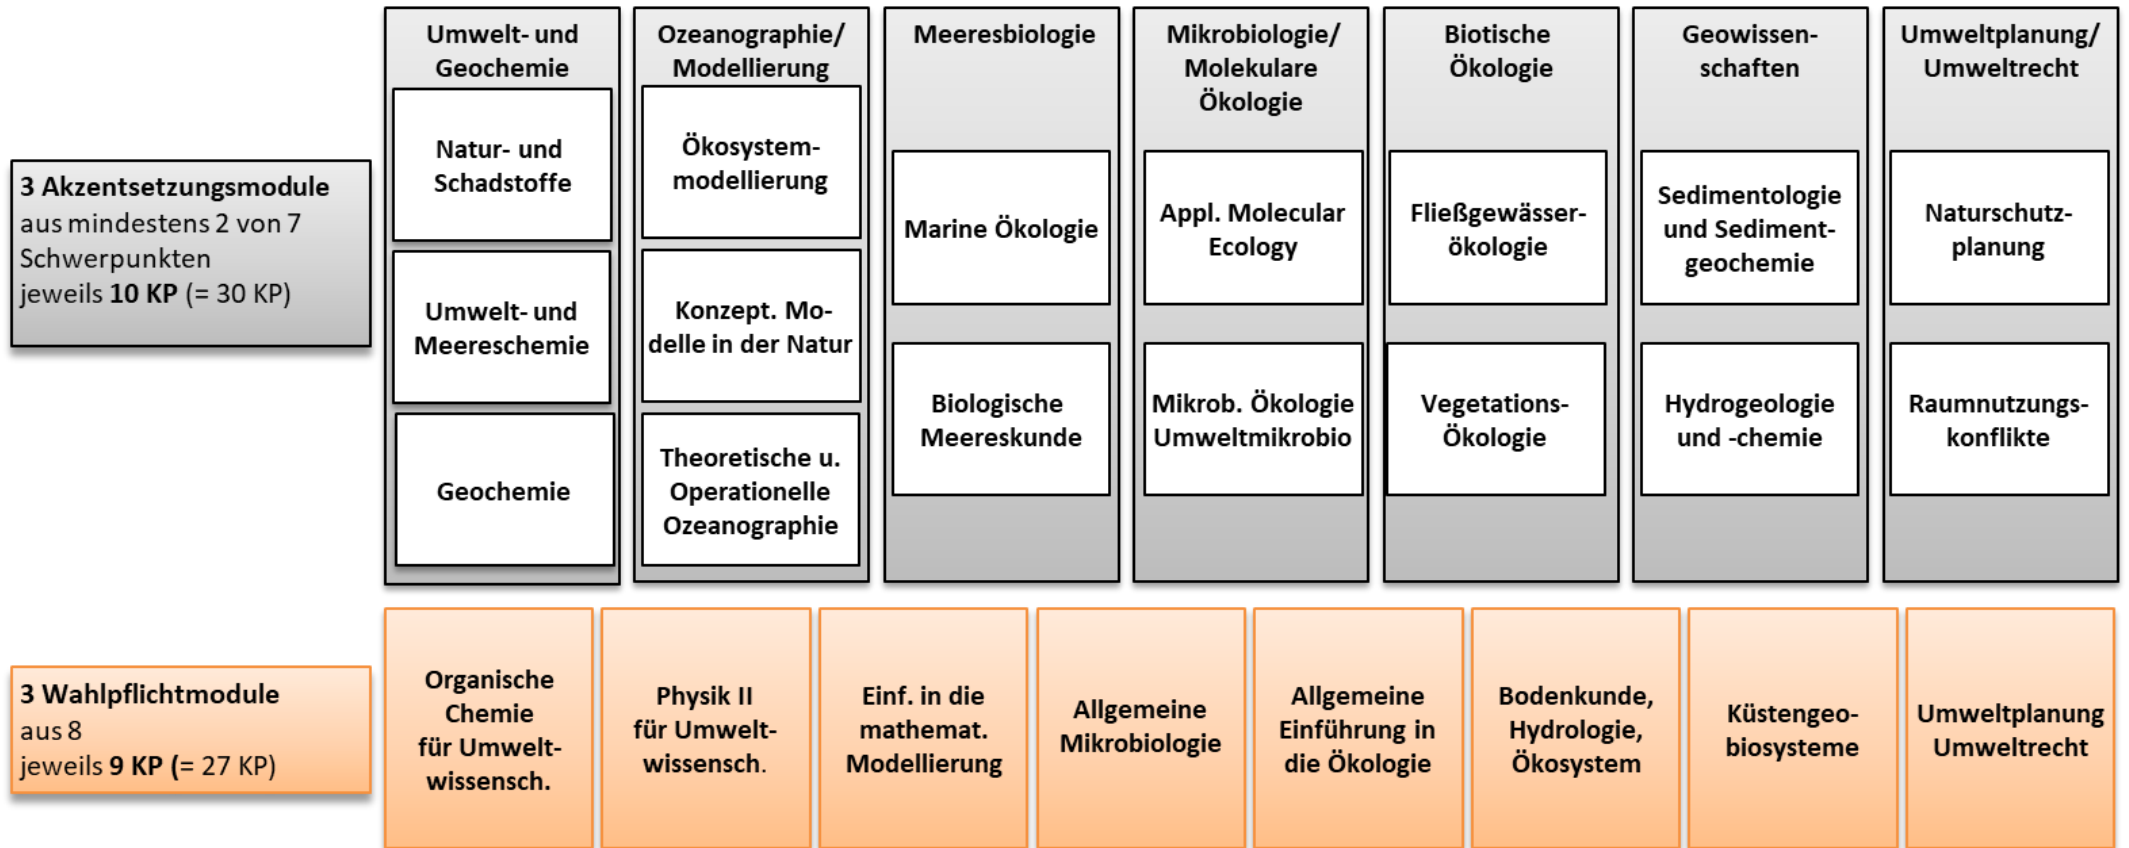 Umwelt- und
Geochemie
Natur- und
Schadstoffe
Umwelt- und
Meereschemie
Geochemie
Ozeanographie/
Modellierung
Ökosystem-
modellierung
Konzept. Mo-
delle in der Natur
Theoretische u.
Operationelle
Ozeanographie
Meeresbiologie
Marine Ökologie
Biologische
Meereskunde
Mikrobiologie/
Molekulare
Ökologie
Appl. Molecular
Ecology
Mikrob. Ökologie
Umweltmikrobio
Biotische
Ökologie
Fließgewässer-
ökologie
Vegetations-
Ökologie
Geowissen-
schaften
Sedimentologie
und Sediment-
geochemie
Hydrogeologie
und -chemie
Umweltplanung/
Umweltrecht
Naturschutz-
planung
Raumnutzungs-
konflikte
3 Akzentsetzungsmodule
aus mindestens 2 von 7
Schwerpunkten
jeweils 10 KP (= 30 KP)
3 Wahlpflichtmodule
aus 8
jeweils 9 KP (= 27 KP)
Organische
Chemie
für Umwelt-
wissensch.
Physik II
für Umwelt-
wissensch.
Einf. in die
mathemat.
Modellierung
Allgemeine
Mikrobiologie
Allgemeine
Einführung in
die Ökologie
Bodenkunde,
Hydrologie,
Ökosystem
Küstengeo-
biosysteme
Umweltplanung
Umweltrecht